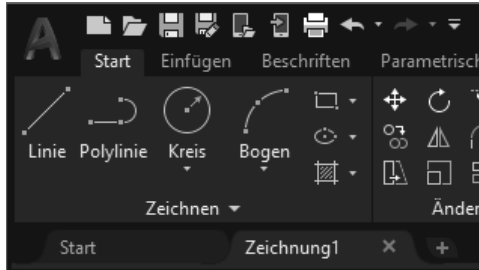 Start Einfügen Beschriften Parametrisch
Linie Polylinie Kreis Bogen
Zeichnen Änder
Start Zeichnung1